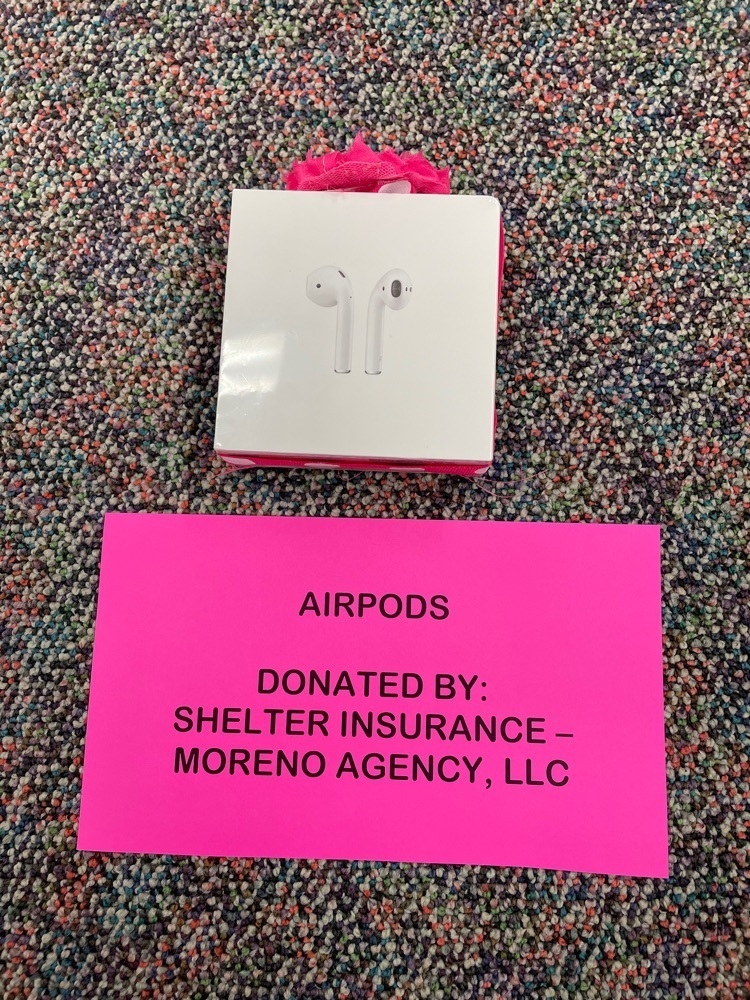 AIRPODS
DONATED BY:
SHELTER INSURANCE –
MORENO AGENCY, LLC